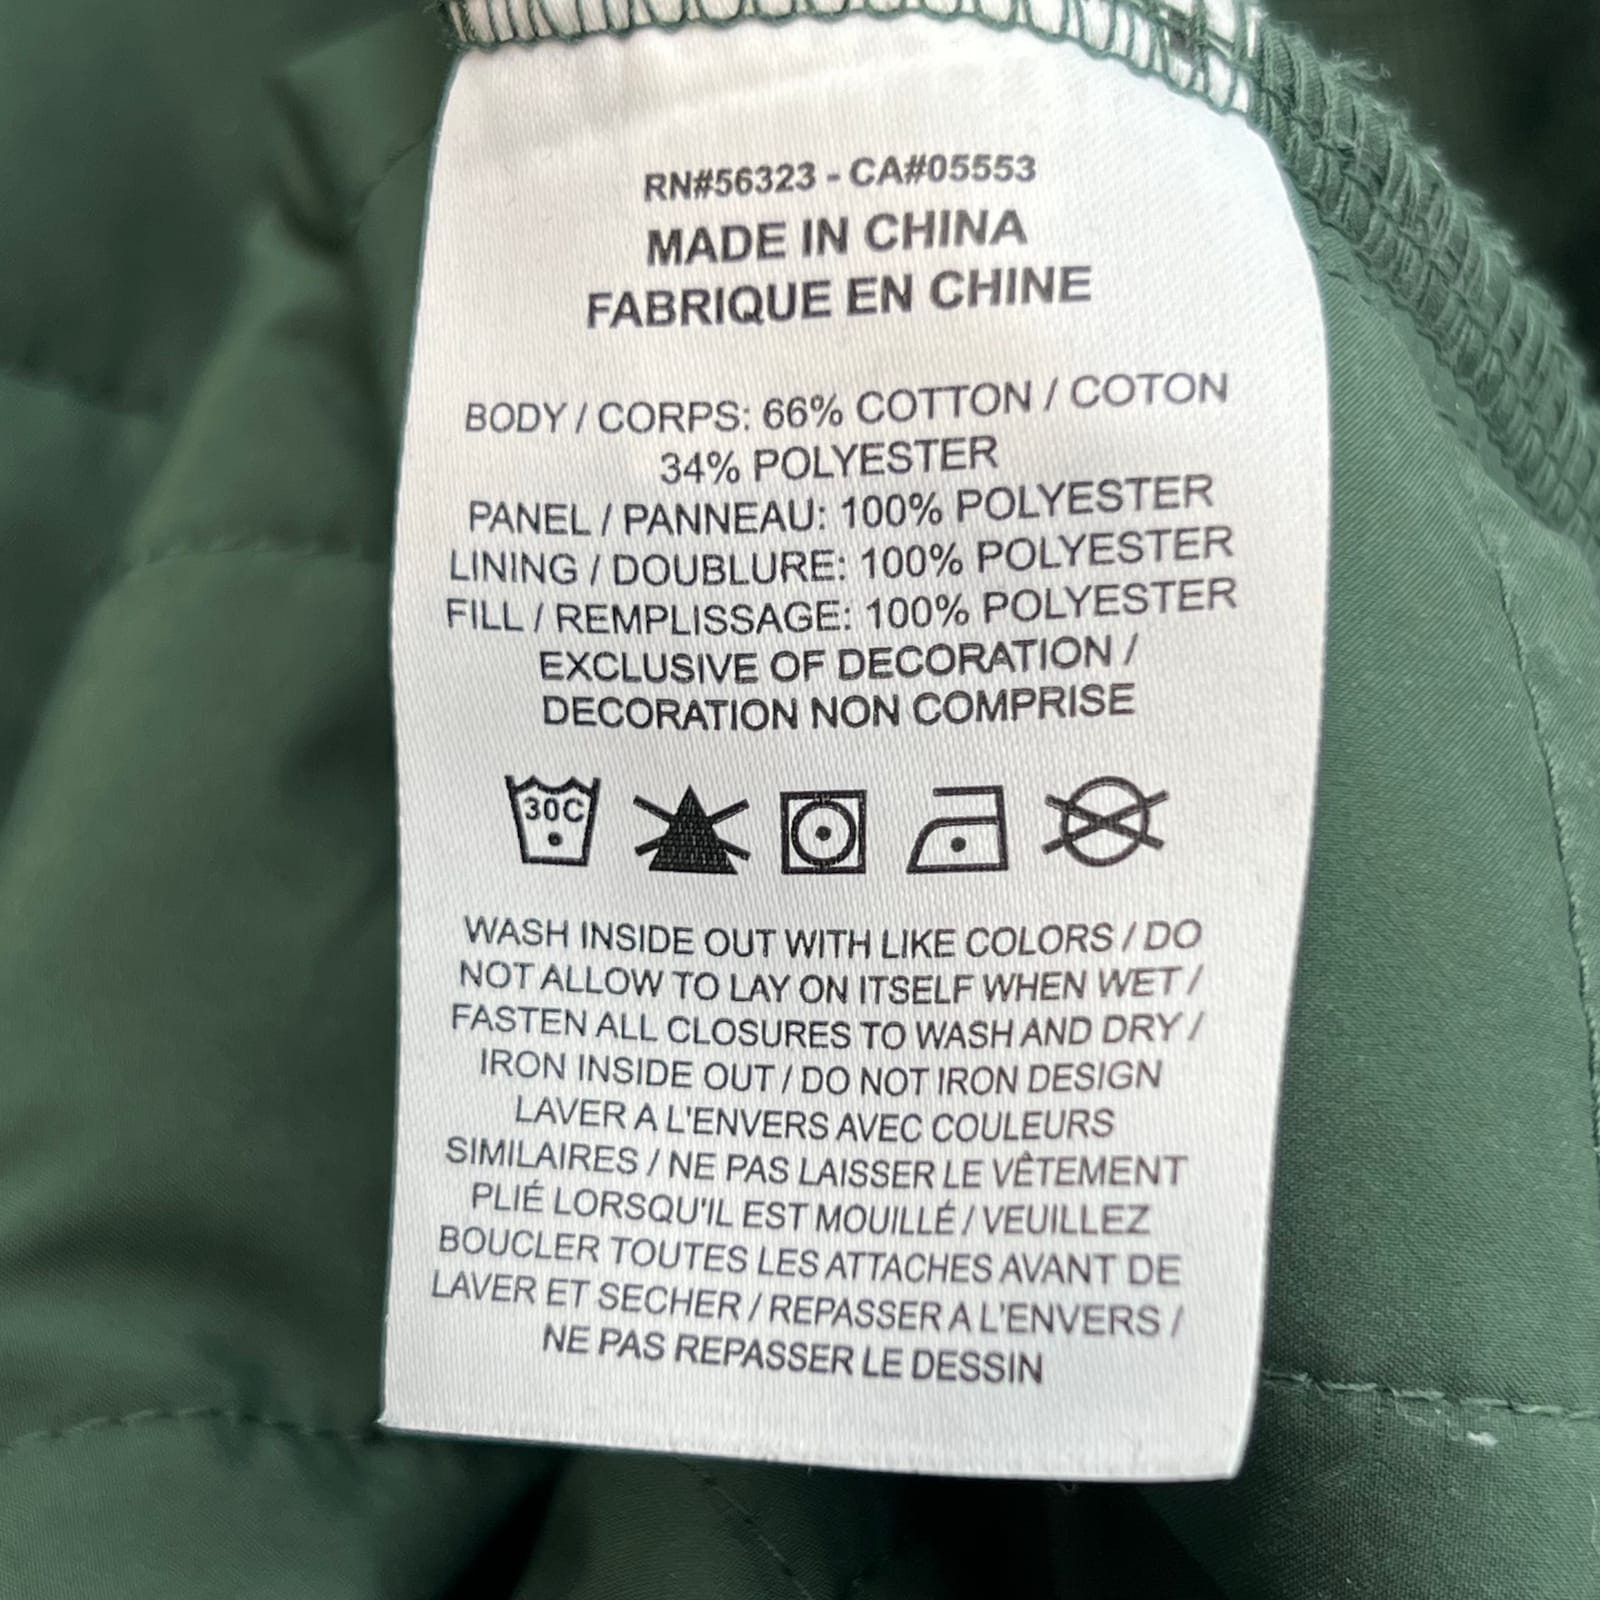 RN#56323 - CA#05553
MADE IN CHINA
FABRIQUE EN CHINE
BODY / CORPS: 66% COTTON / COTON
34% POLYESTER
PANEL / PANNEAU: 100% POLYESTER
LINING / DOUBLURE: 100% POLYESTER
FILL / REMPLISSAGE: 100% POLYESTER
EXCLUSIVE OF DECORATION /
DECORATION NON COMPRISE
30C
WASH INSIDE OUT WITH LIKE COLORS / DO
NOT ALLOW TO LAY ON ITSELF WHEN WET /
FASTEN ALL CLOSURES TO WASH AND DRY /
IRON INSIDE OUT / DO NOT IRON DESIGN
LAVER A L'ENVERS AVEC COULEURS
SIMILAIRES / NE PAS LAISSER LE VÊTEMENT
PLIÉ LORSQU'IL EST MOUILLÉ / VEUILLEZ
BOUCLER TOUTES LES ATTACHES AVANT DE
LAVER ET SECHER / REPASSER A L'ENVERS /
NE PAS REPASSER LE DESSIN